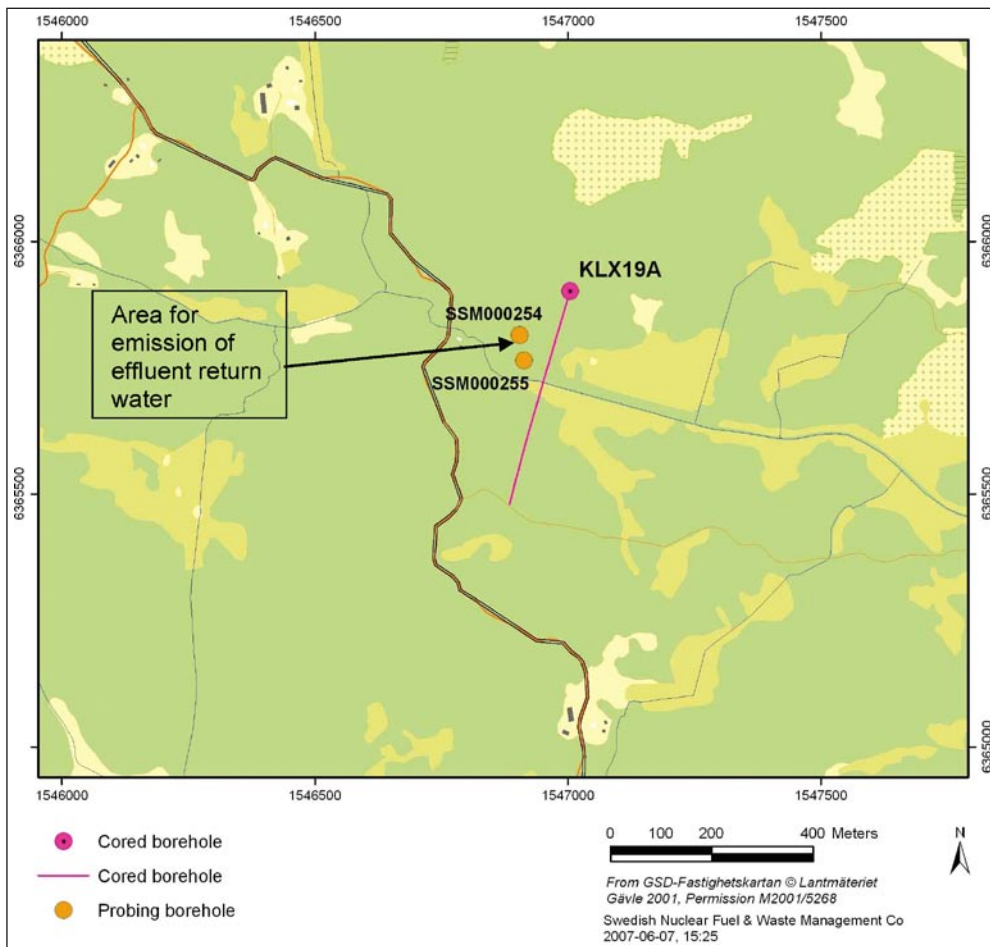 1546000 1546500 1547000 1547500
6366000 6366000
KLX19A
SSM000254
Area for
emission of
effluent return
water
SSM000255
6365500 6365500
6365000
1546000 1546500 1547000 1547500
Cored borehole
Cored borehole
Probing borehole
0 100 200 400 Meters
N
From GSD-Fastighetskartan © Lantmäteriet
Gävle 2001, Permission M2001/5268
Swedish Nuclear Fuel & Waste Management Co
2007-06-07, 15:25